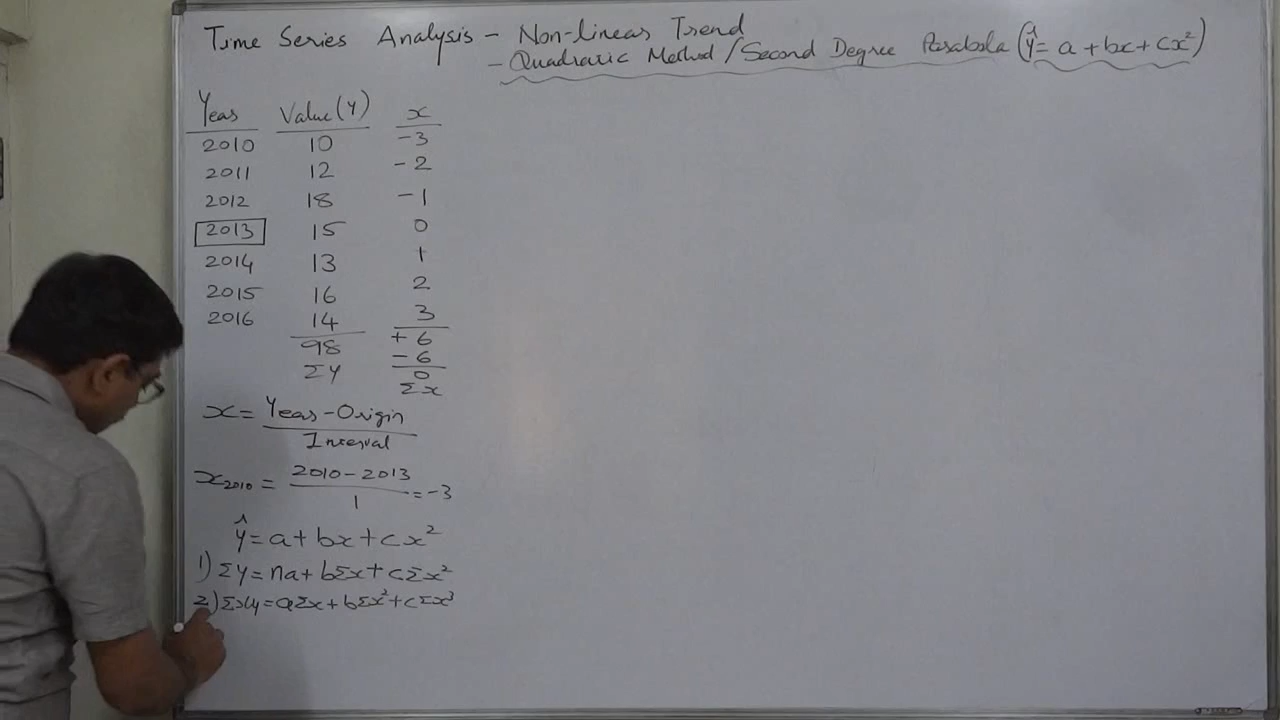 Time Series Analysis - Non-linear Trend
- Quadratic Method / Second Degree Parabola (ŷ = a + bx + cx²)
Year Value (Y) x
2010 10 -3
2011 12 -2
2012 18 -1
2013 15 0
2014 13 1
2015 16 2
2016 14 3
98 +6
ΣY -6
0
Σx
x = Year - Origin
Interval
x2010 = 2010 - 2013
1 = -3
ŷ = a + bx + cx²
1) Σy = na + bΣx + cΣx²
2) Σxy = aΣx + bΣx² + cΣx³